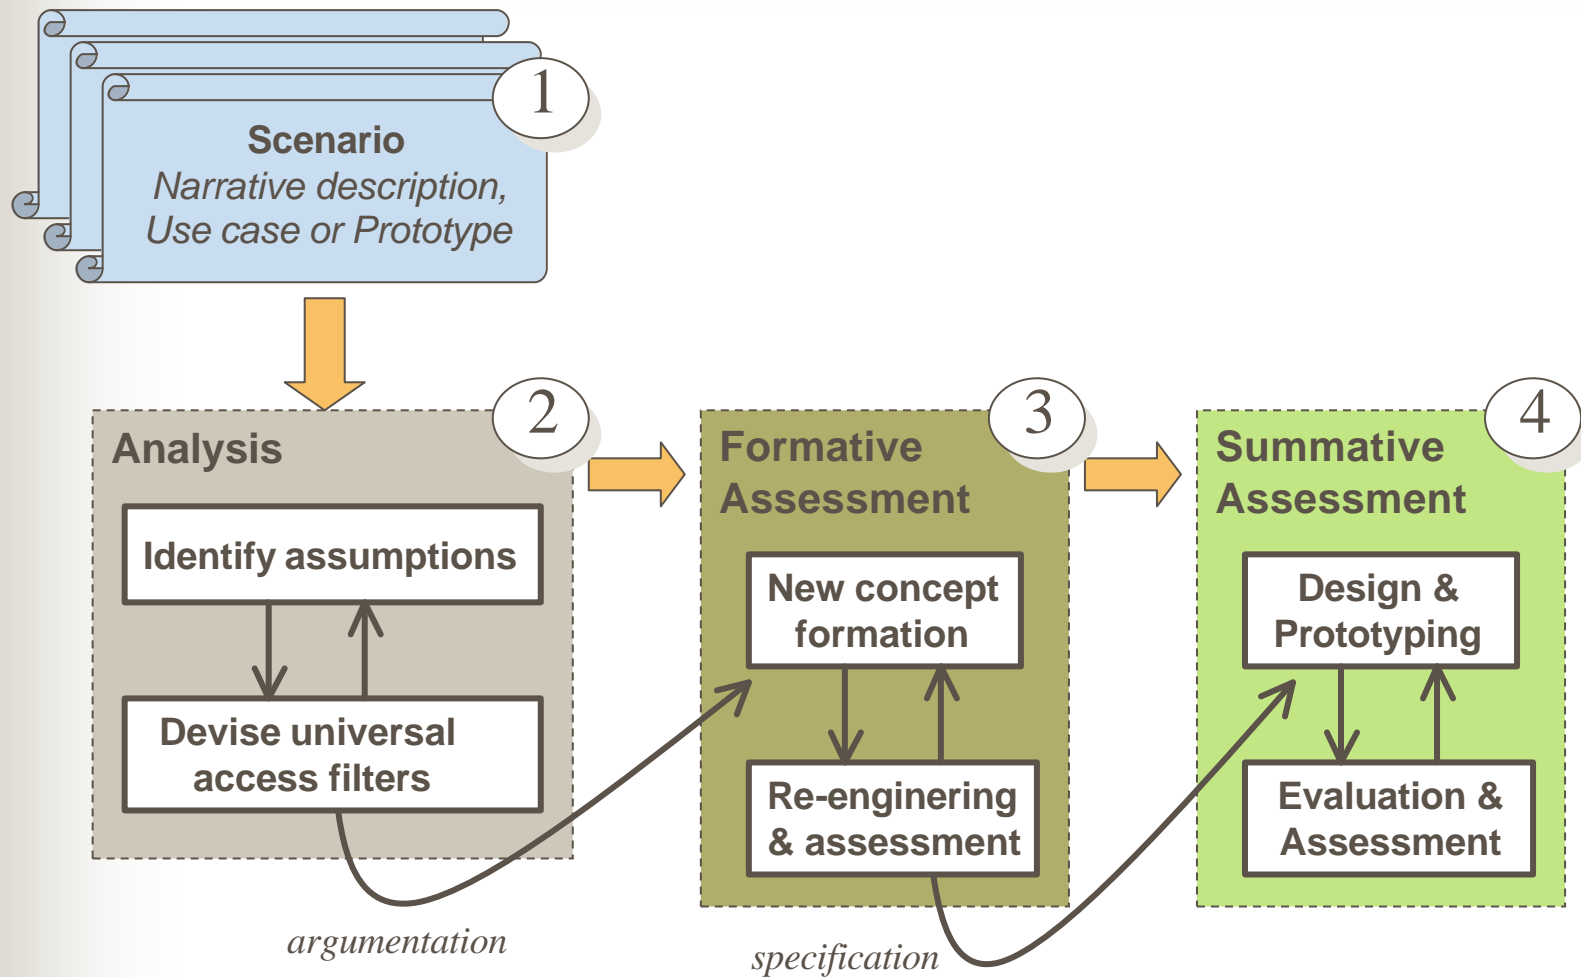 1
Scenario
Narrative description,
Use case or Prototype
2
Analysis
Identify assumptions
Devise universal
access filters
argumentation
3
Formative
Assessment
New concept
formation
Re-enginering
& assessment
specification
4
Summative
Assessment
Design &
Prototyping
Evaluation &
Assessment